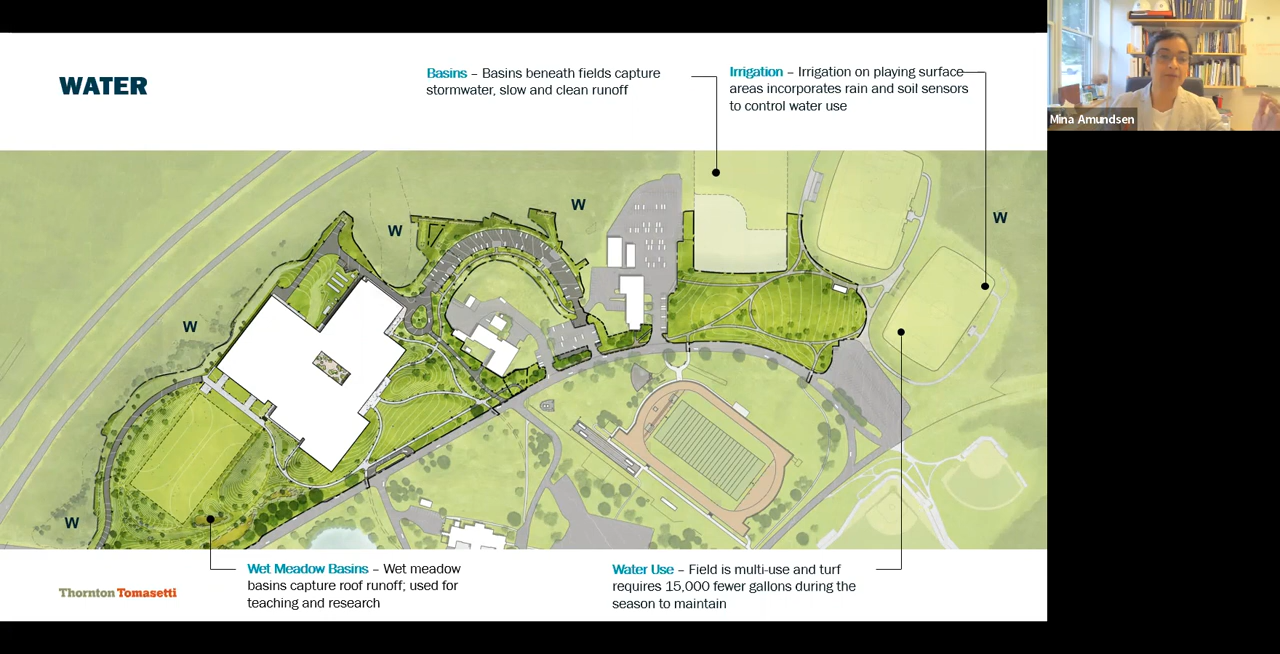 WATER
Basins – Basins beneath fields capture
stormwater, slow and clean runoff
Irrigation – Irrigation on playing surface
areas incorporates rain and soil sensors
to control water use
Mina Amundsen
W
W
W
W
W
Wet Meadow Basins – Wet meadow
basins capture roof runoff; used for
teaching and research
Water Use – Field is multi-use and turf
requires 15,000 fewer gallons during the
season to maintain
Thornton Tomasetti